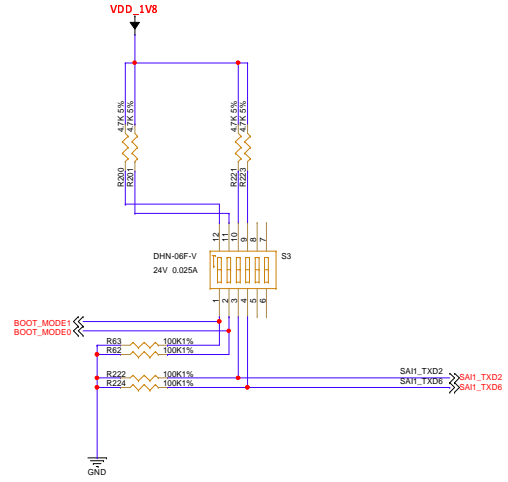 VDD_1V8
4.7K 5%
4.7K 5%
4.7K 5%
4.7K 5%
R200
R201
R221
R223
12
11
10
9
8
7
DHN-06F-V
S3
24V 0.025A
1
2
3
4
5
6
BOOT_MODE1
BOOT_MODE0
R63 100K1%
R62 100K1%
R222 100K1%
SAI1_TXD2 SAI1_TXD2
R224 100K1%
SAI1_TXD6 SAI1_TXD6
GND